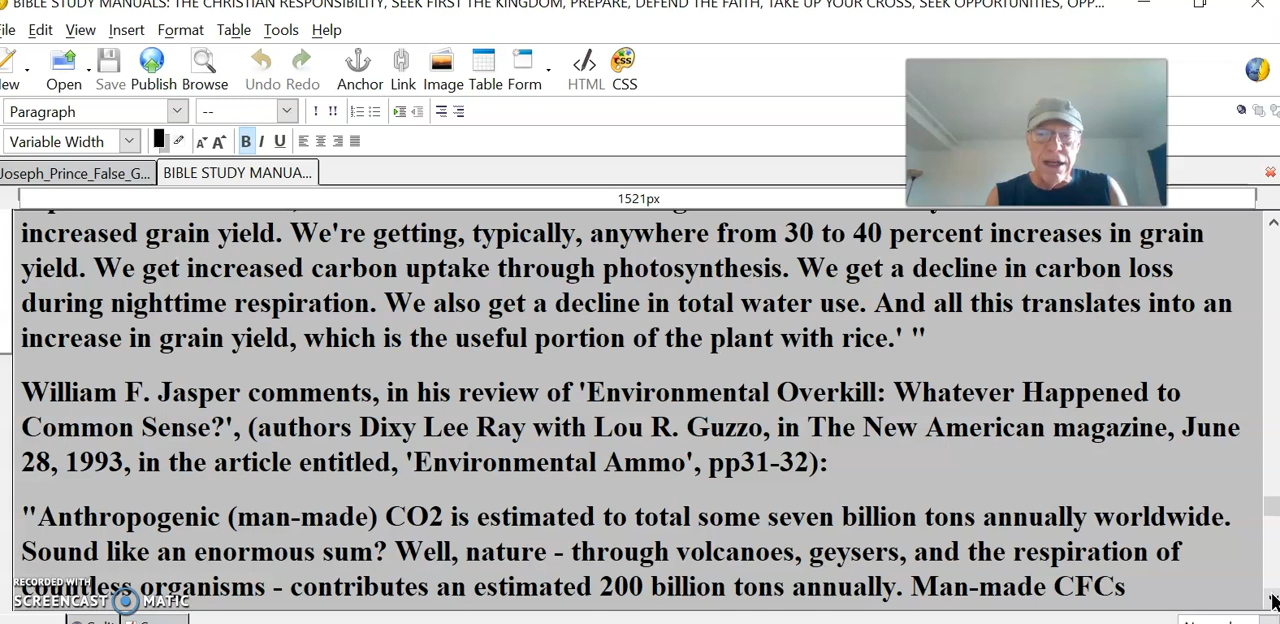 BIBLE STUDY MANUALS: THE CHRISTIAN RESPONSIBILITY, SEEK FIRST THE KINGDOM, PREPARE, DEFEND THE FAITH, TAKE UP YOUR CROSS, SEEK OPPORTUNITIES, OPP...
File Edit View Insert Format Table Tools Help
New Open Save Publish Browse Undo Redo Anchor Link Image Table Form HTML CSS
Paragraph -- ! !!
Variable Width A A B I U
Joseph_Prince_False_G... BIBLE STUDY MANUA...
1521px
increased grain yield. We're getting, typically, anywhere from 30 to 40 percent increases in grain
yield. We get increased carbon uptake through photosynthesis. We get a decline in carbon loss
during nighttime respiration. We also get a decline in total water use. And all this translates into an
increase in grain yield, which is the useful portion of the plant with rice.' "
William F. Jasper comments, in his review of 'Environmental Overkill: Whatever Happened to
Common Sense?', (authors Dixy Lee Ray with Lou R. Guzzo, in The New American magazine, June
28, 1993, in the article entitled, 'Environmental Ammo', pp31-32):
"Anthropogenic (man-made) CO2 is estimated to total some seven billion tons annually worldwide.
Sound like an enormous sum? Well, nature - through volcanoes, geysers, and the respiration of
organisms - contributes an estimated 200 billion tons annually. Man-made CFCs
RECORDED WITH
SCREENCAST MATIC